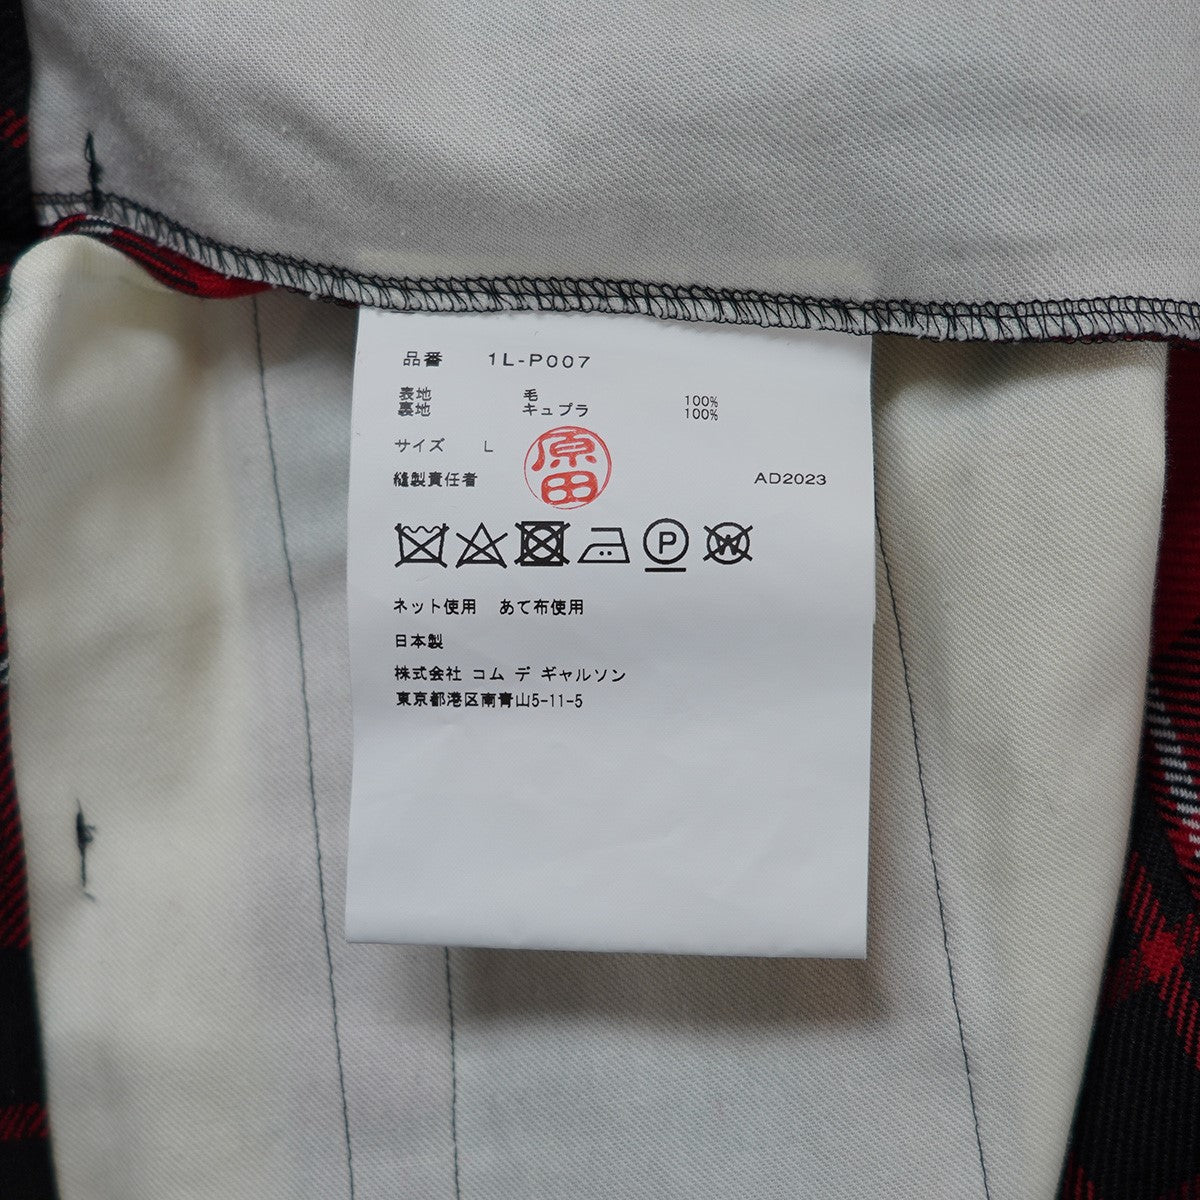 品番 1L-P007
表地 毛 100%
裏地 キュプラ 100%
サイズ L
原田
縫製責任者 AD2023
P W
ネット使用 あて布使用
日本製
株式会社 コム デ ギャルソン
東京都港区南青山5-11-5